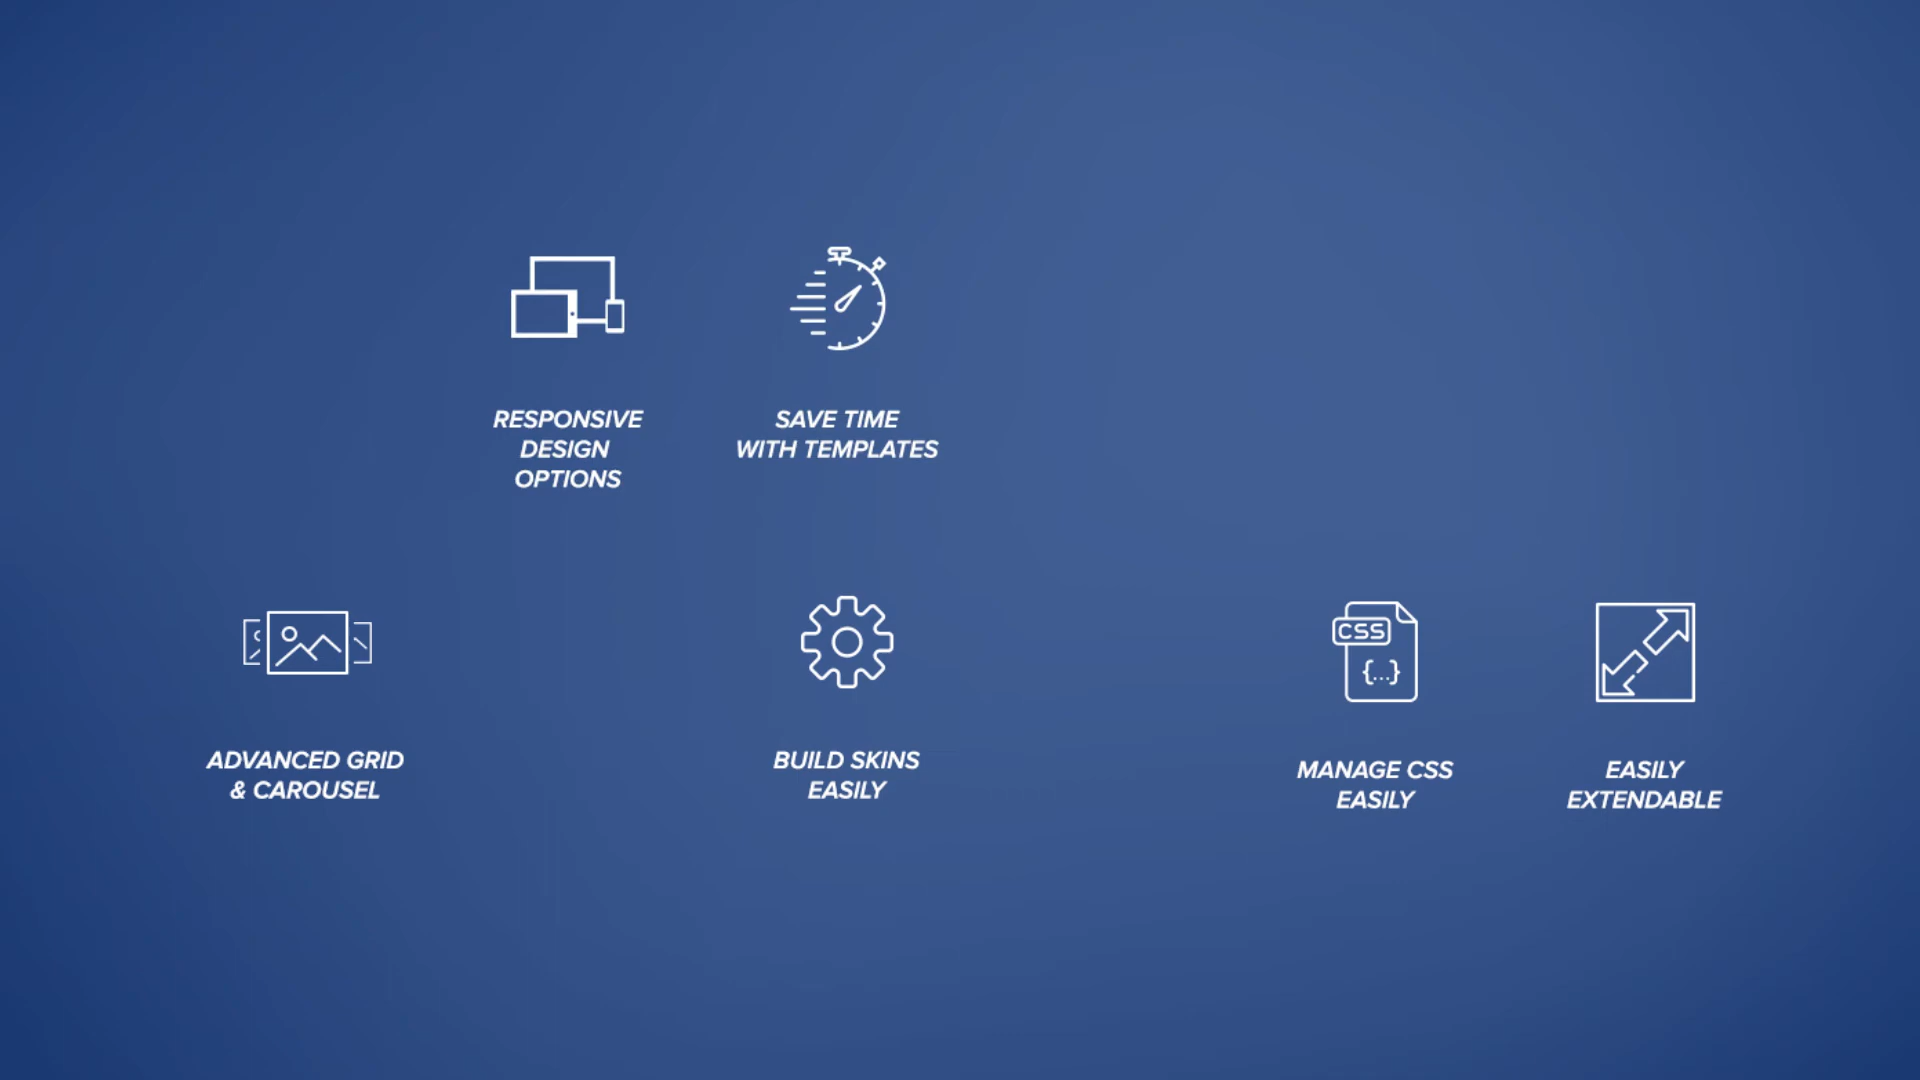 RESPONSIVE
DESIGN
OPTIONS
SAVE TIME
WITH TEMPLATES
ADVANCED GRID
& CAROUSEL
BUILD SKINS
EASILY
CSS
{...}
MANAGE CSS
EASILY
EASILY
EXTENDABLE